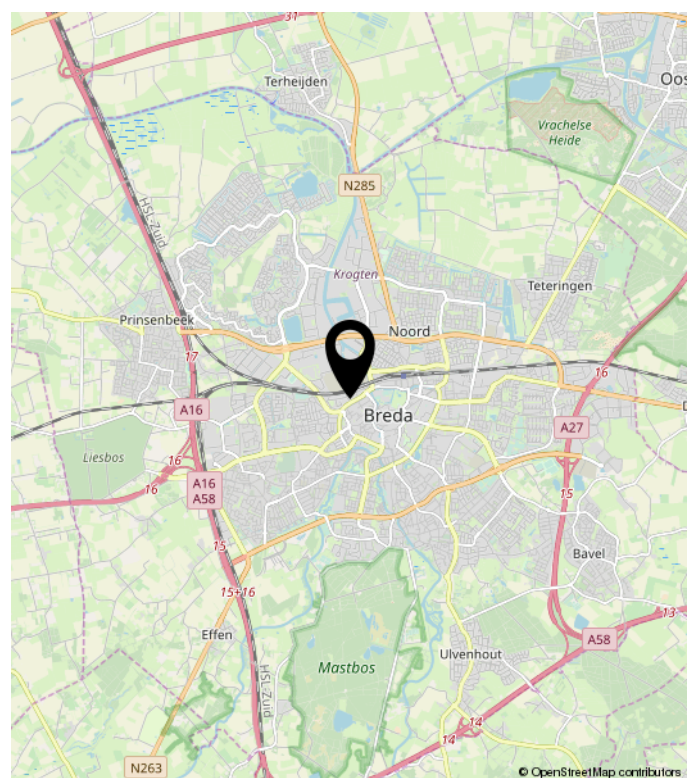 31
Terheijden
Oos
Vrachelse
Heide
N285
HSL-Zuid
Krogten
Teteringen
Prinsenbeek
Noord
17
16
A16
Breda
D
A27
Liesbos
16
16
A16
A58
15
15
Bavel
15+16
13
Effen
A58
Ulvenhout
Mastbos
HSL-Zuid
14
14
N263
© OpenStreetMap contributors